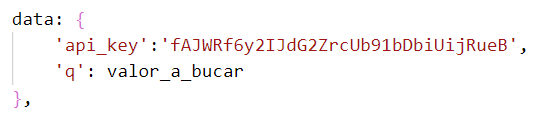 data: {
    'api_key':'fAJWRf6y2IJdG2ZrcUb91bDbiUijRueB',
    'q': valor_a_bucar
},